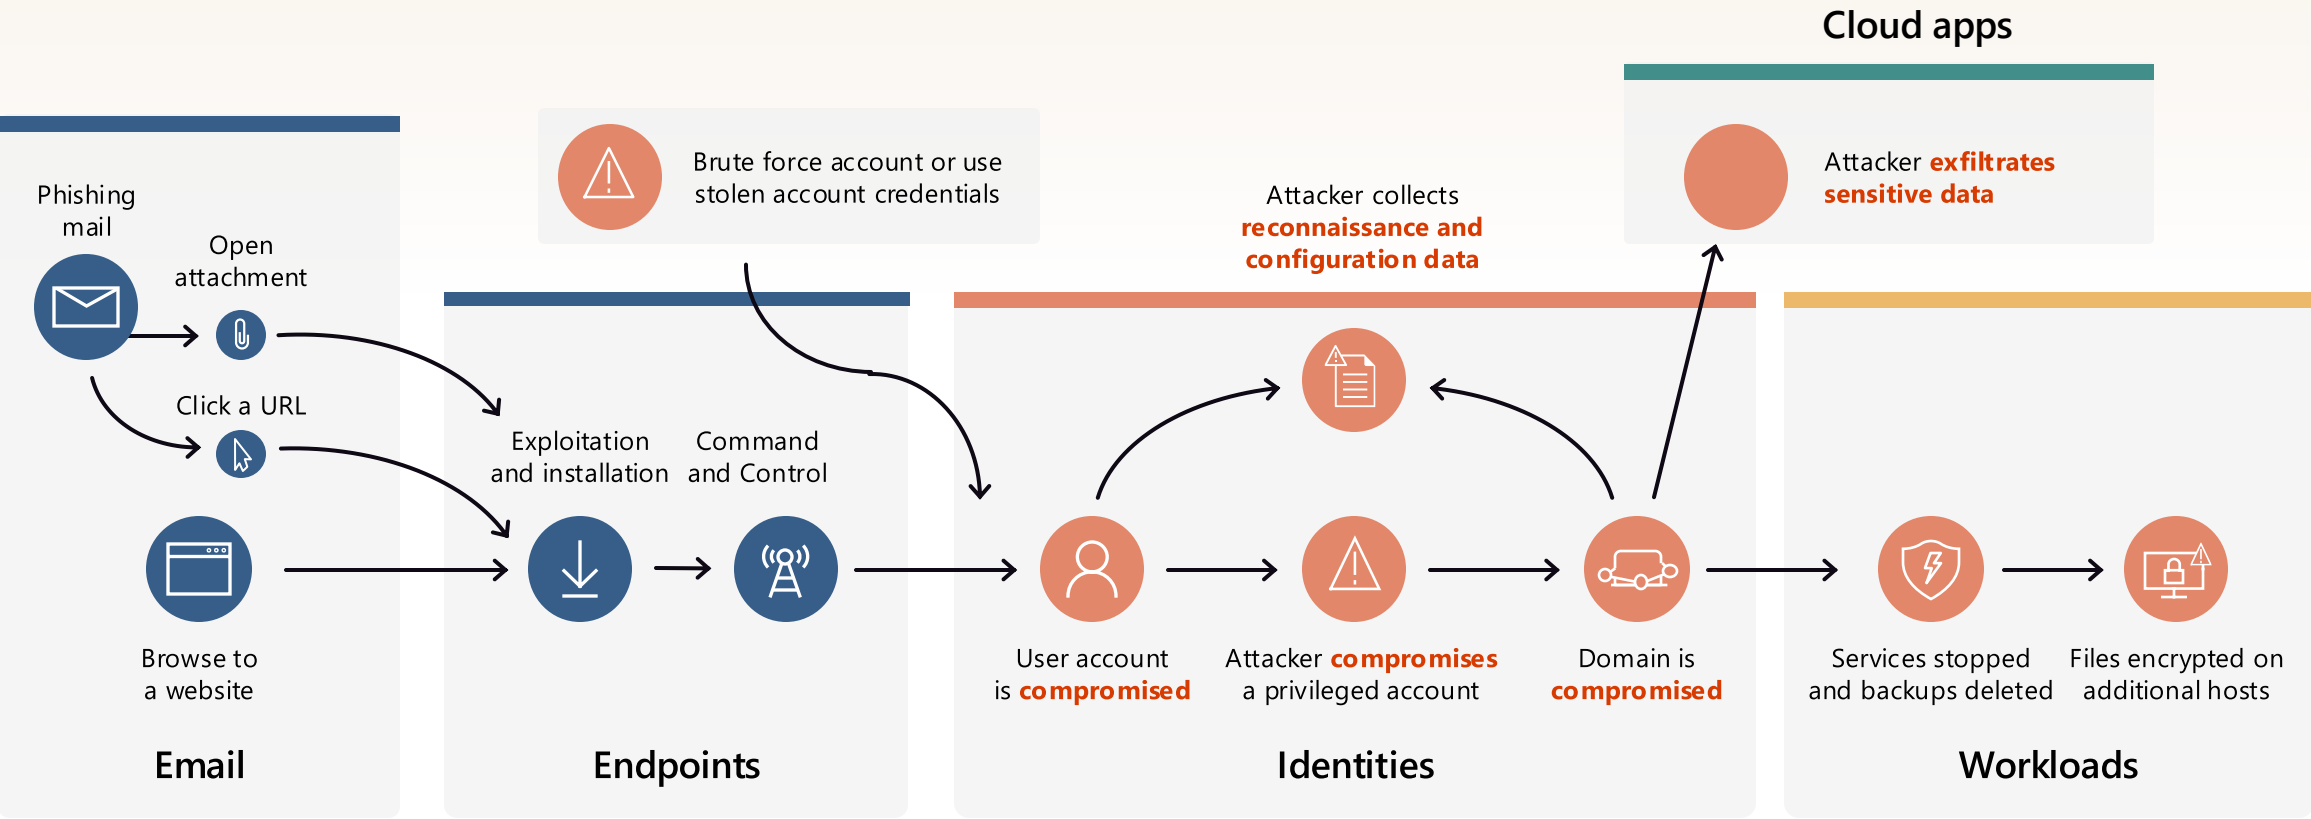 Cloud apps
Attacker exfiltrates
sensitive data
Brute force account or use
stolen account credentials
Phishing
mail
Open
attachment
Click a URL
Browse to
a website
Email
Exploitation
and installation
Command
and Control
Endpoints
Attacker collects
reconnaissance and
configuration data
User account
is compromised
Attacker compromises
a privileged account
Domain is
compromised
Identities
Services stopped
and backups deleted
Files encrypted on
additional hosts
Workloads